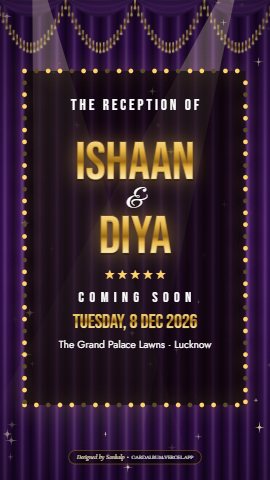 THE RECEPTION OF
ISHAAN
&
DIYA
★★★★★
COMING SOON
TUESDAY, 8 DEC 2026
The Grand Palace Lawns · Lucknow
Designed by Sankalp • CARDALBUM.VERCEL.APP